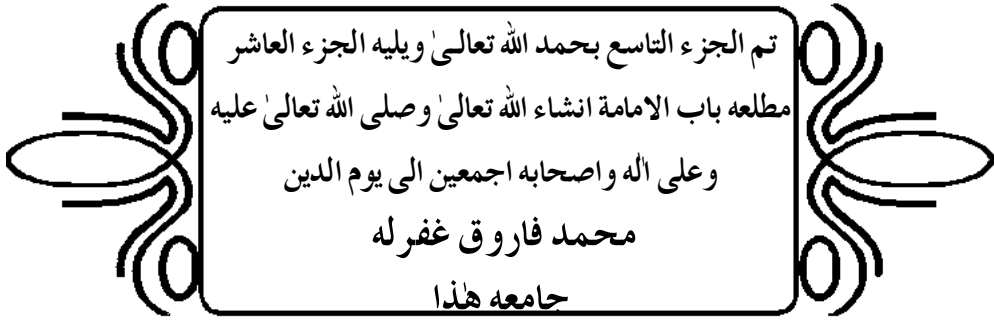 تم الجزء التاسع بحمد الله تعالىٰ ويليه الجزء العاشر
مطلعه باب الامامة انشاء الله تعالىٰ وصلى الله تعالىٰ عليه
وعلى اٰله واصحابه اجمعين الى يوم الدين
محمد فاروق غفرله
جامعه هٰذا